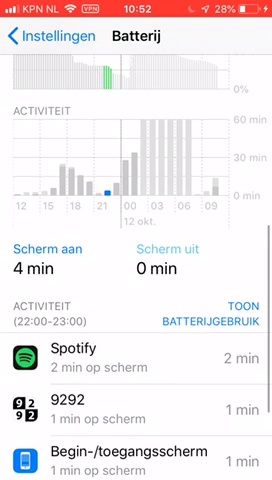 KPN NL VPN 10:52 28%
Instellingen Batterij
0%
ACTIVITEIT
60 min
30 min
0 min
12 15 18 21 00 03 06 09
12 okt.
Scherm aan Scherm uit
4 min 0 min
ACTIVITEIT TOON
(22:00-23:00) BATTERIJGEBRUIK
Spotify
2 min op scherm 2 min
9292
1 min op scherm 1 min
Begin-/toegangsscherm
1 min op scherm 1 min